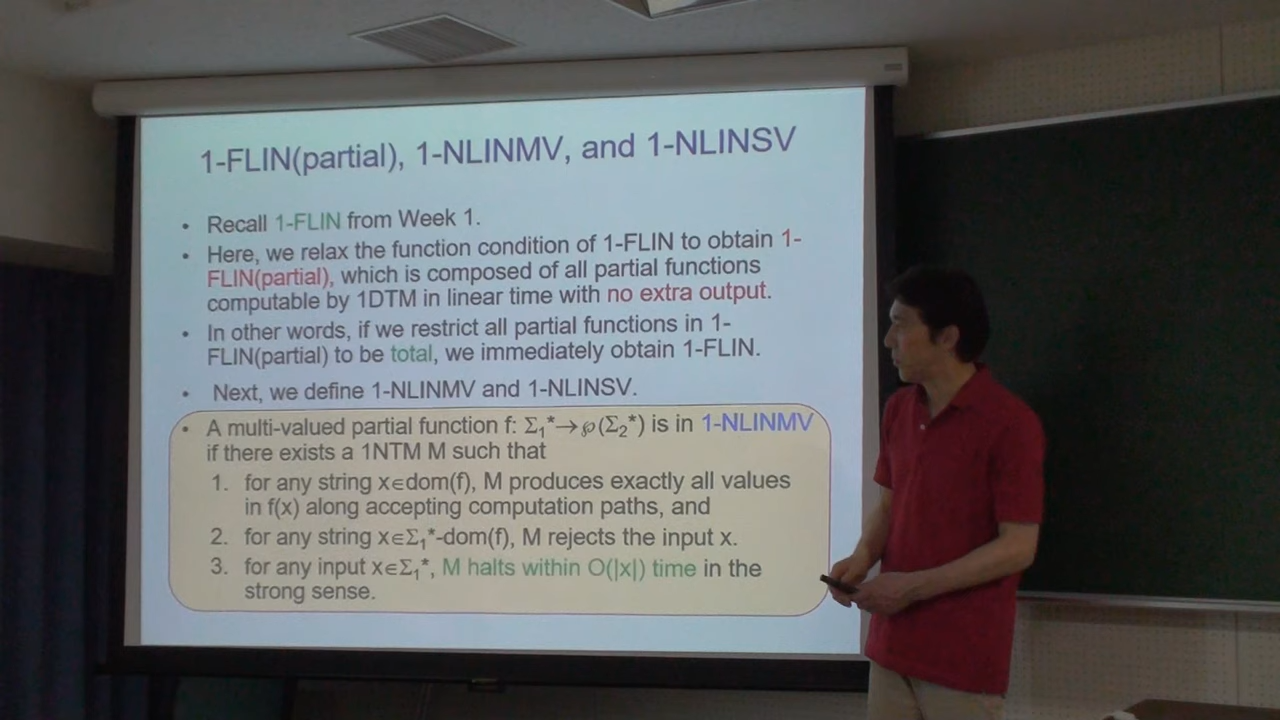 1-FLIN(partial), 1-NLINMV, and 1-NLINSV
• Recall 1-FLIN from Week 1.
• Here, we relax the function condition of 1-FLIN to obtain 1-
FLIN(partial), which is composed of all partial functions
computable by 1DTM in linear time with no extra output.
• In other words, if we restrict all partial functions in 1-
FLIN(partial) to be total, we immediately obtain 1-FLIN.
• Next, we define 1-NLINMV and 1-NLINSV.
• A multi-valued partial function f: Σ₁*→℘(Σ₂*) is in 1-NLINMV
if there exists a 1NTM M such that
1. for any string x∈dom(f), M produces exactly all values
in f(x) along accepting computation paths, and
2. for any string x∈Σ₁*-dom(f), M rejects the input x.
3. for any input x∈Σ₁*, M halts within O(|x|) time in the
strong sense.